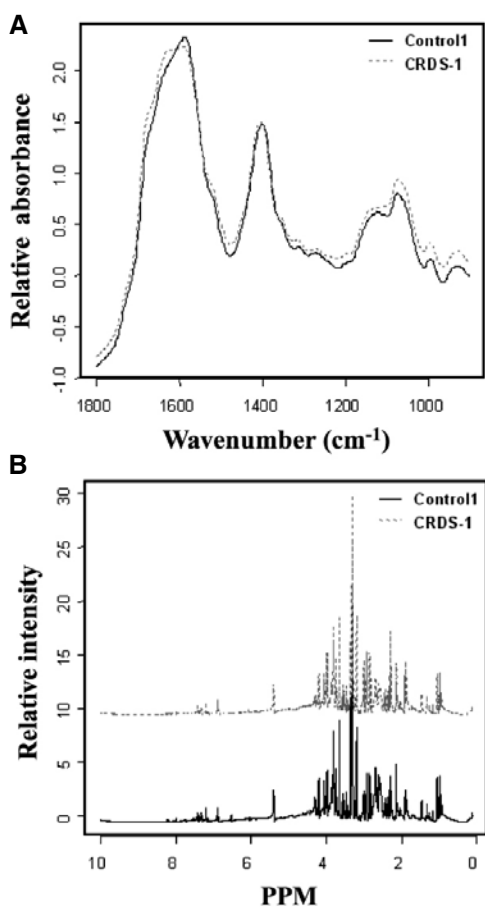 A
Control1
CRDS-1
Relative absorbance
2.0
1.5
1.0
0.5
0.0
-0.5
-1.0
1800
1600
1400
1200
1000
Wavenumber (cm-1)
B
Control1
CRDS-1
Relative intensity
30
25
20
15
10
5
0
10
8
6
4
2
0
PPM